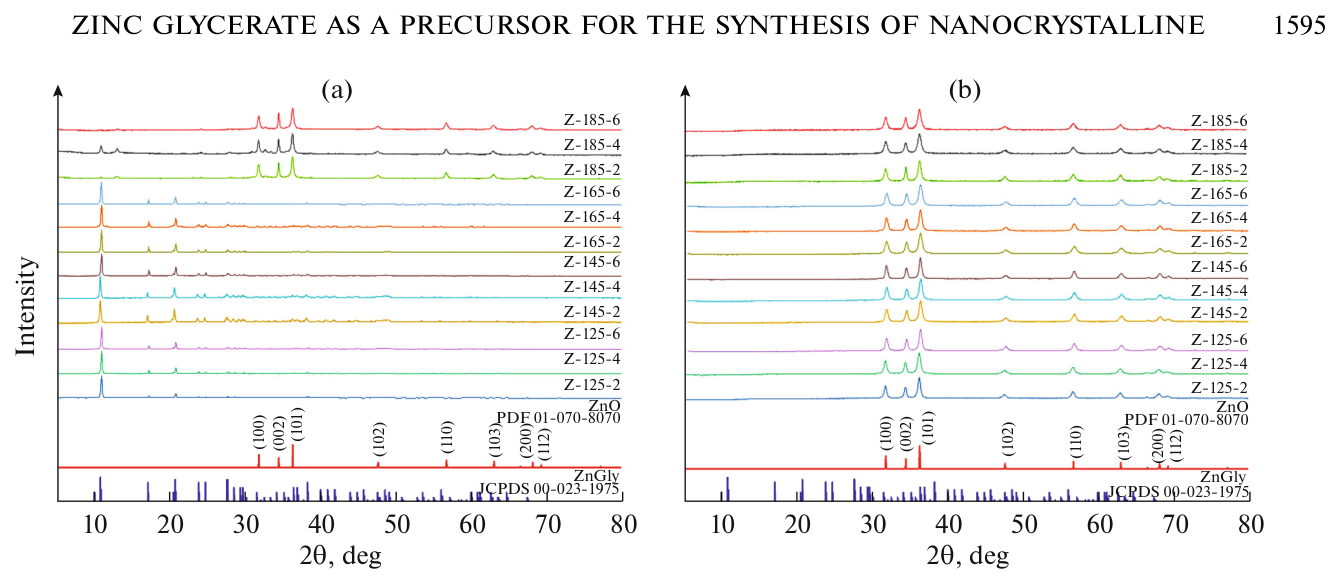 ZINC GLYCERATE AS A PRECURSOR FOR THE SYNTHESIS OF NANOCRYSTALLINE 1595
(a)
Z-185-6
Z-185-4
Z-185-2
Z-165-6
Z-165-4
Z-165-2
Z-145-6
Z-145-4
Z-145-2
Z-125-6
Z-125-4
Z-125-2
ZnO
PDF 01-070-8070
(100) (002) (101) (102) (110) (103) (200) (112)
ZnGly
JCPDS 00-023-1975
10 20 30 40 50 60 70 80
2θ, deg
Intensity
(b)
Z-185-6
Z-185-4
Z-185-2
Z-165-6
Z-165-4
Z-165-2
Z-145-6
Z-145-4
Z-145-2
Z-125-6
Z-125-4
Z-125-2
ZnO
PDF 01-070-8070
(100) (002) (101) (102) (110) (103) (200) (112)
ZnGly
JCPDS 00-023-1975
10 20 30 40 50 60 70 80
2θ, deg